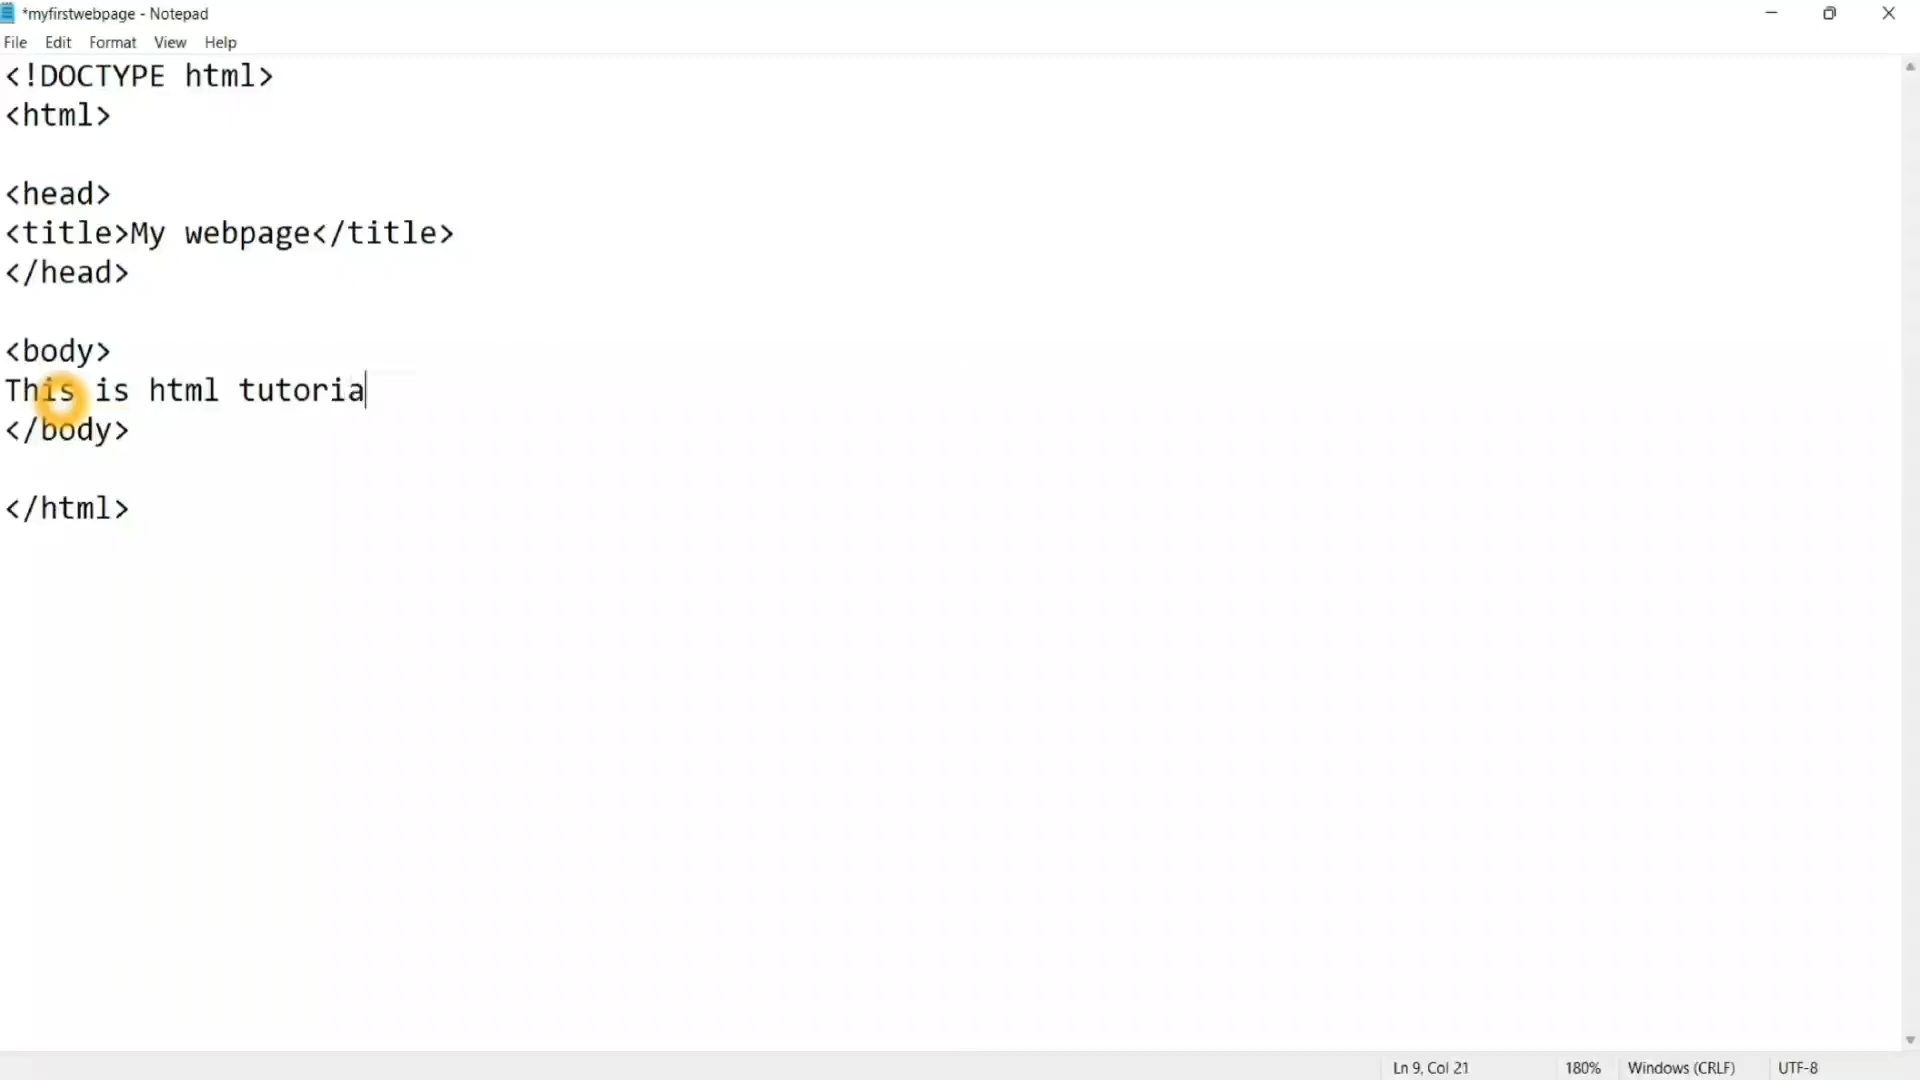 *myfirstwebpage - Notepad
File Edit Format View Help
<!DOCTYPE html>
<html>
<head>
<title>My webpage</title>
</head>
<body>
This is html tutoria
</body>
</html>
Ln 9, Col 21 180% Windows (CRLF) UTF-8